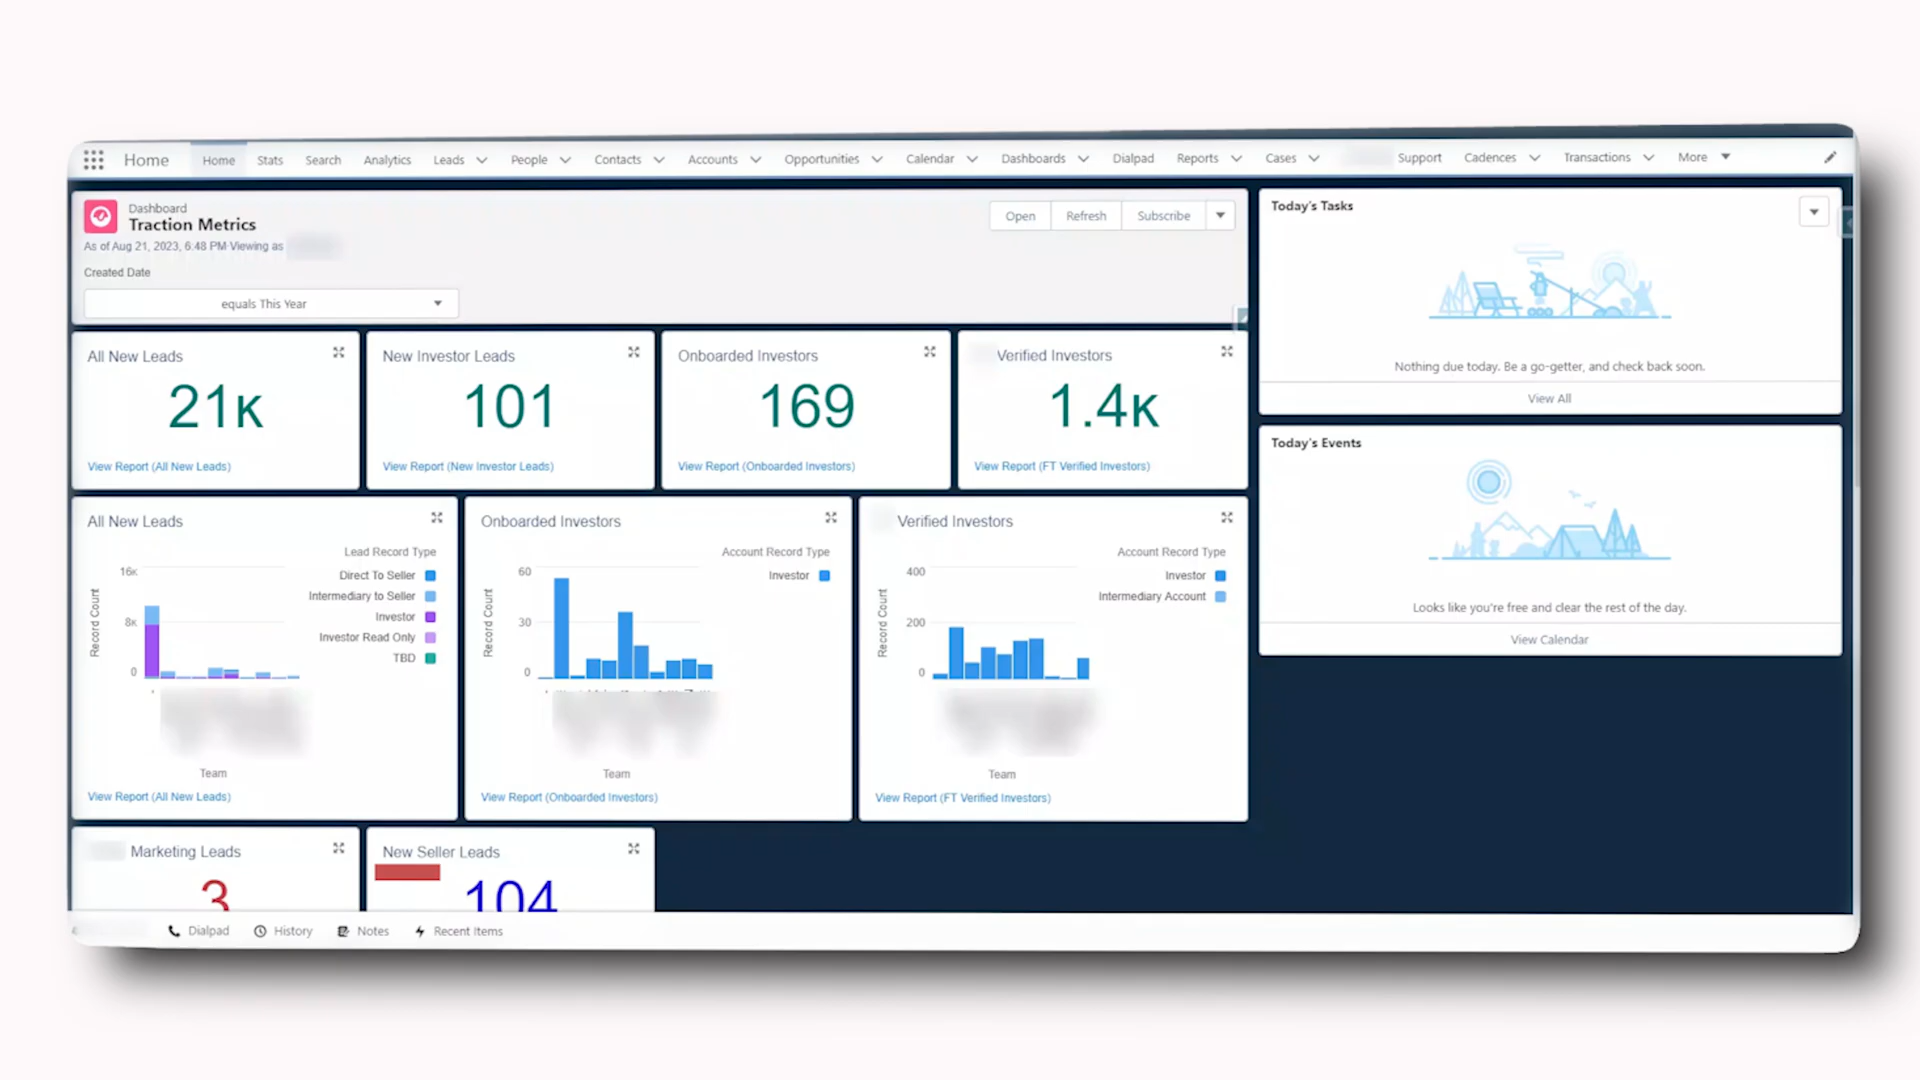 Home Home Stats Search Analytics Leads People Contacts Accounts Opportunities Calendar Dashboards Dialpad Reports Cases Support Cadences Transactions More
Dashboard
Traction Metrics
As of Aug 21, 2023, 6:48 PM·Viewing as
Created Date
equals This Year
Open Refresh Subscribe
All New Leads
21K
View Report (All New Leads)
New Investor Leads
101
View Report (New Investor Leads)
Onboarded Investors
169
View Report (Onboarded Investors)
Verified Investors
1.4K
View Report (FT Verified Investors)
All New Leads
Lead Record Type
Direct To Seller
Intermediary to Seller
Investor
Investor Read Only
TBD
Record Count
16K
8K
0
Team
View Report (All New Leads)
Onboarded Investors
Account Record Type
Investor
Record Count
60
30
0
Team
View Report (Onboarded Investors)
Verified Investors
Account Record Type
Investor
Intermediary Account
Record Count
400
200
0
Team
View Report (FT Verified Investors)
Marketing Leads
3
New Seller Leads
104
Today's Tasks
Nothing due today. Be a go-getter, and check back soon.
View All
Today's Events
Looks like you're free and clear the rest of the day.
View Calendar
Dialpad History Notes Recent Items